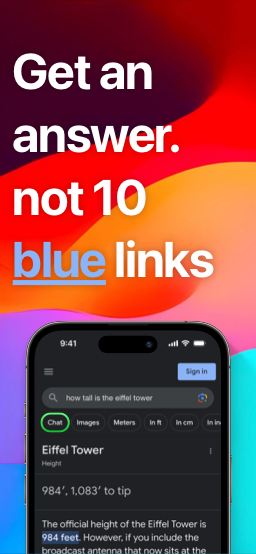 Get an
answer.
not 10
blue links
9:41
Sign in
how tall is the eiffel tower
Chat Images Meters In ft In cm In in
Eiffel Tower
Height
984′, 1,083′ to tip
The official height of the Eiffel Tower is
984 feet. However, if you include the
broadcast antenna that now sits at the